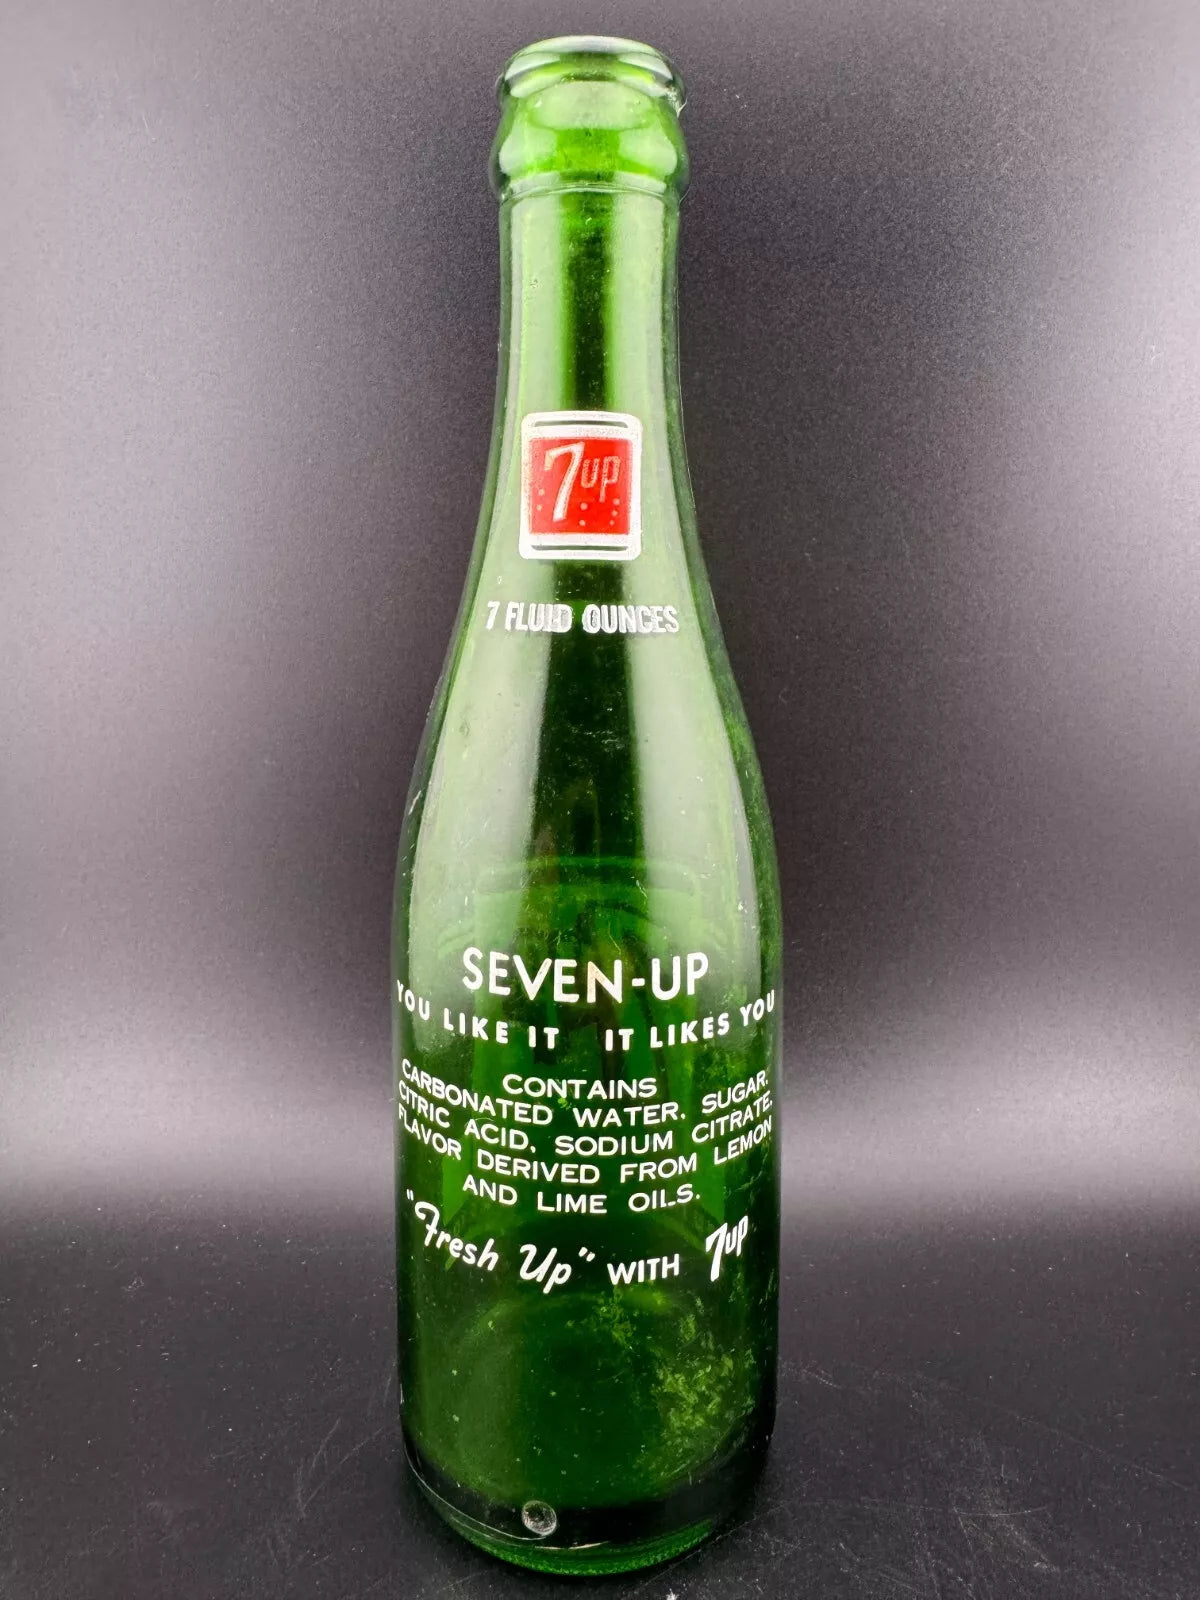 7up
7 FLUID OUNCES
SEVEN-UP
YOU LIKE IT IT LIKES YOU
CONTAINS
CARBONATED WATER, SUGAR,
CITRIC ACID, SODIUM CITRATE,
FLAVOR DERIVED FROM LEMON
AND LIME OILS.
"Fresh Up" WITH 7up